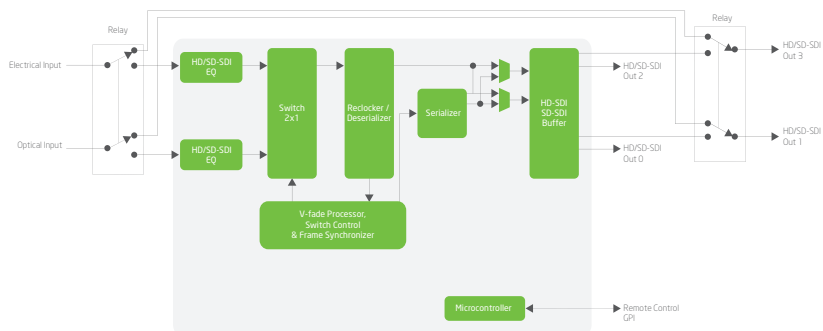 Relay
Relay
Electrical Input
Optical Input
HD/SD-SDI
EQ
HD/SD-SDI
EQ
Switch
2x1
Reclocker /
Deserializer
Serializer
HD-SDI
SD-SDI
Buffer
V-fade Processor,
Switch Control
& Frame Synchronizer
Microcontroller
HD/SD-SDI
Out 2
HD/SD-SDI
Out 0
HD/SD-SDI
Out 3
HD/SD-SDI
Out 1
Remote Control
GPI